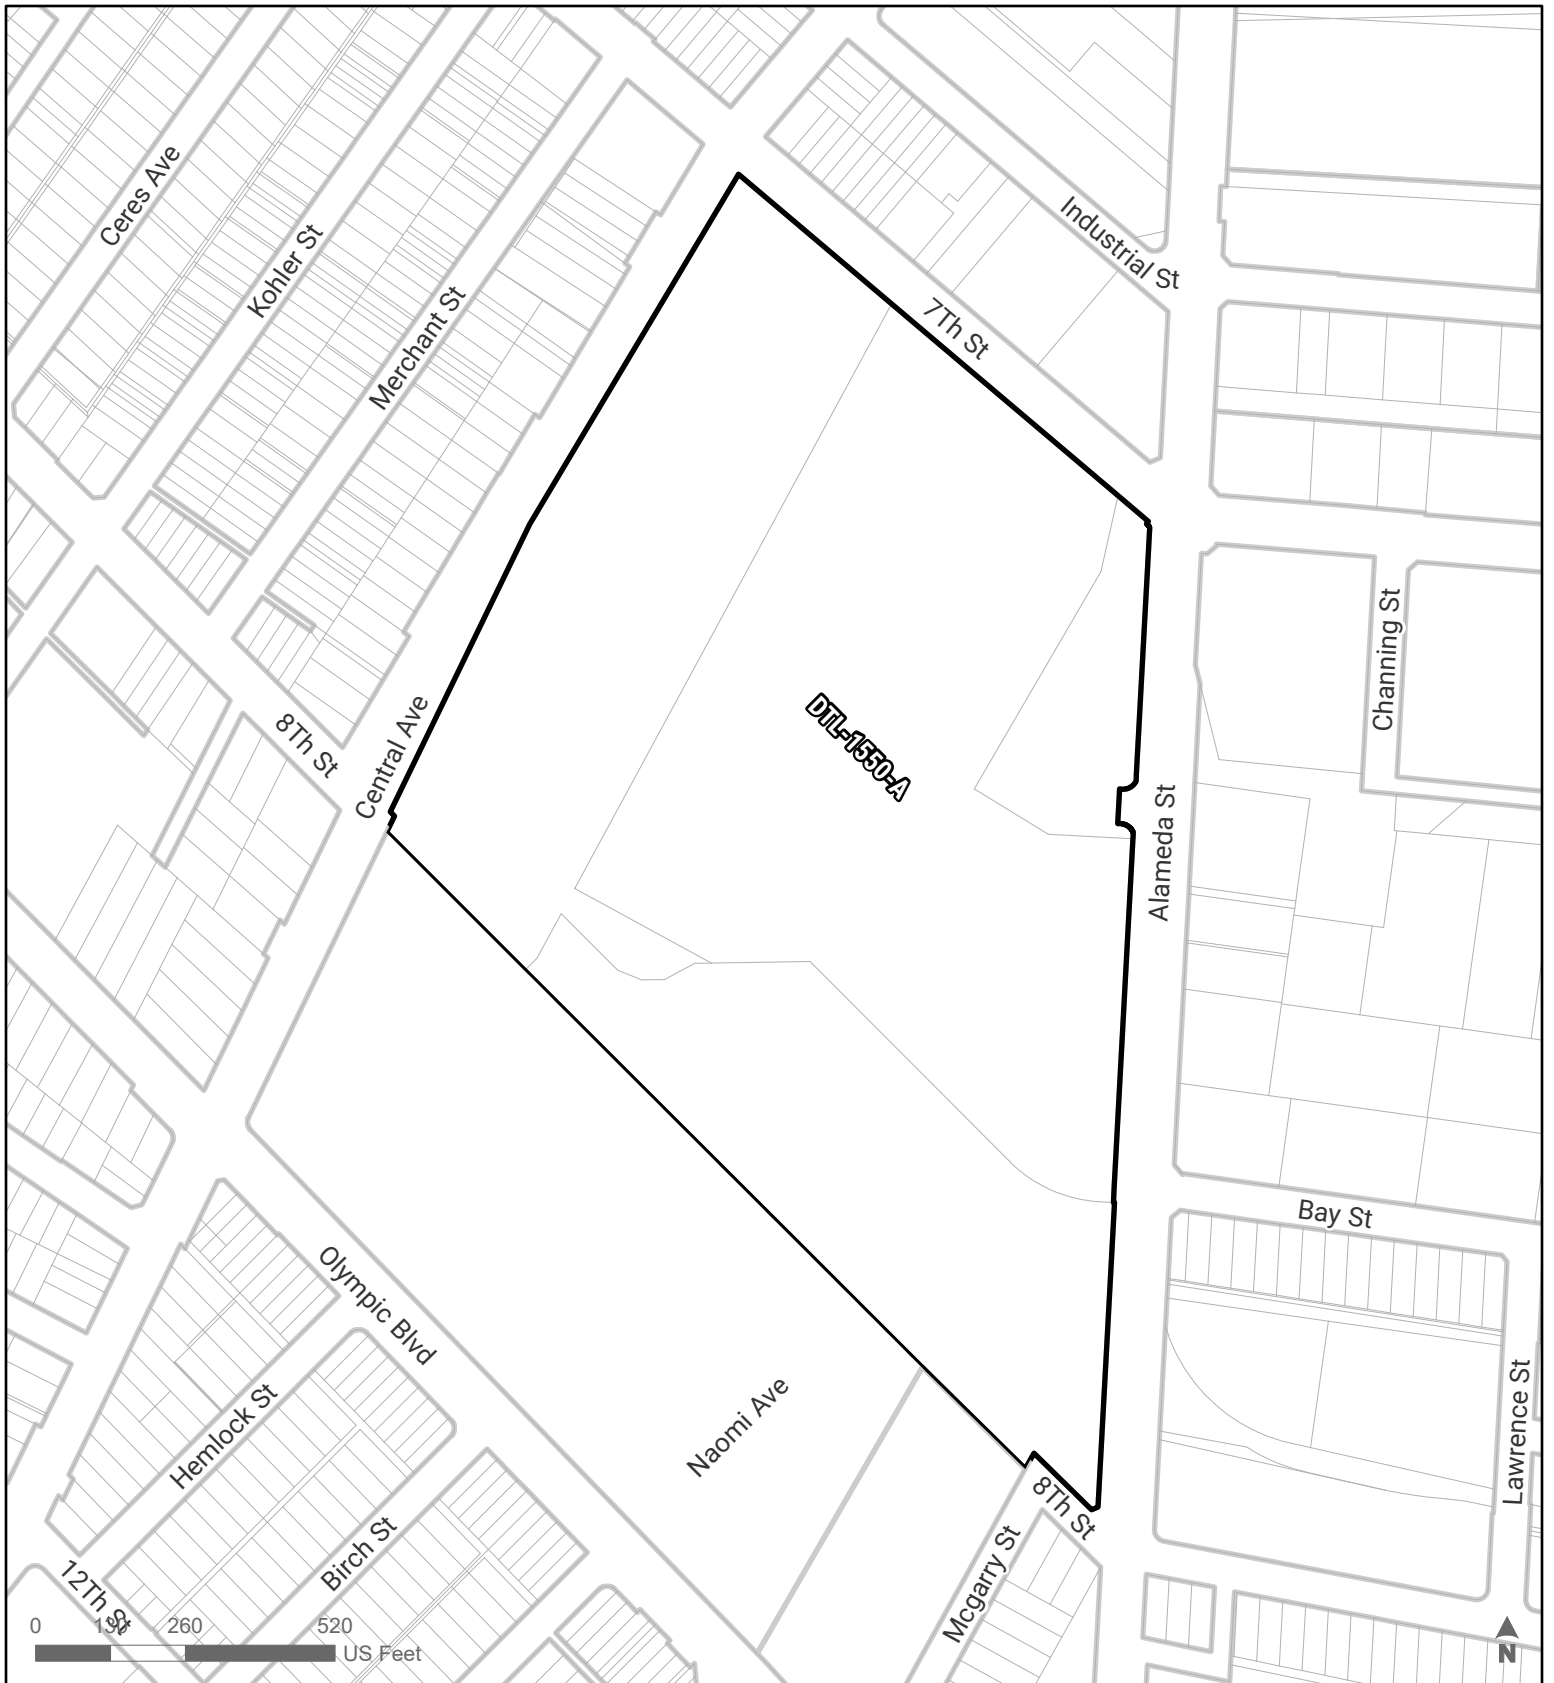 Ceres Ave
Kohler St
Merchant St
Industrial St
7Th St
Channing St
8Th St
Central Ave
DTL-1550-A
Alameda St
Bay St
Olympic Blvd
Naomi Ave
Hemlock St
Lawrence St
8Th St
Birch St
Mcgarry St
12Th St
0 130 260 520
US Feet
N